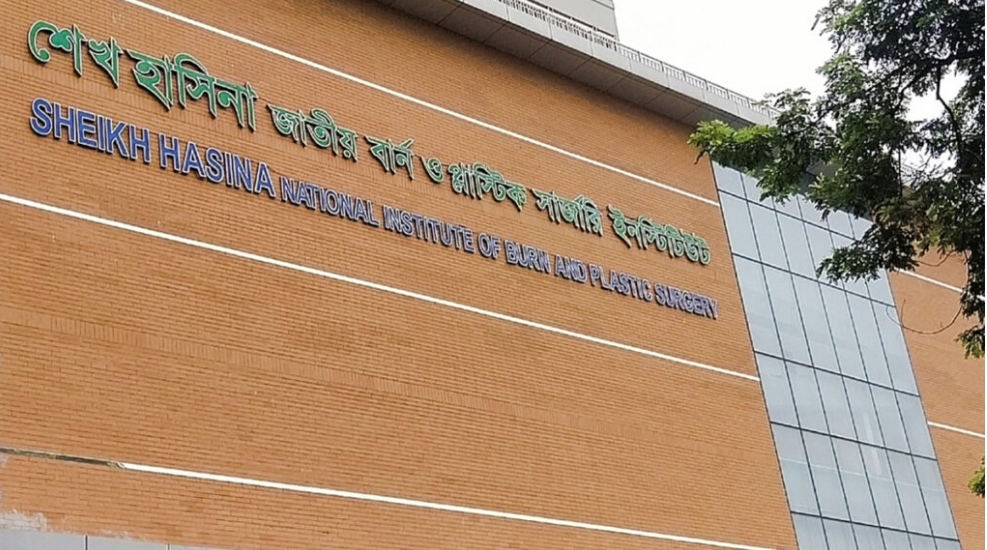 শেখ হাসিনা জাতীয় বার্ন ও প্লাস্টিক সার্জারি ইনস্টিটিউট
SHEIKH HASINA NATIONAL INSTITUTE OF BURN AND PLASTIC SURGERY